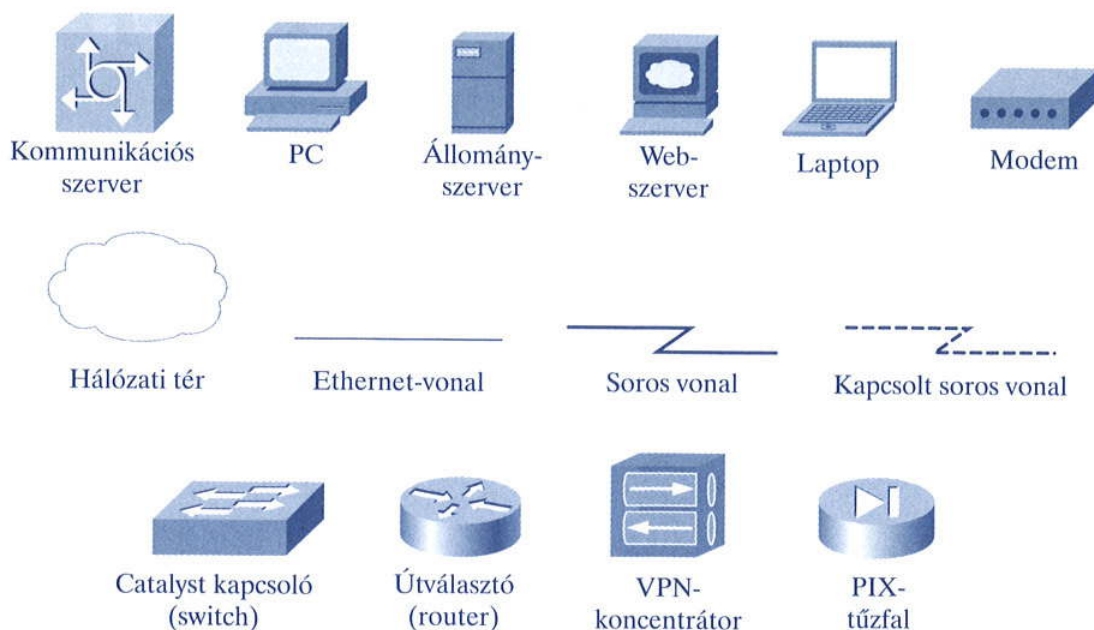 Kommunikációs
szerver
PC
Állomány-
szerver
Web-
szerver
Laptop
Modem
Hálózati tér
Ethernet-vonal
Soros vonal
Kapcsolt soros vonal
Catalyst kapcsoló
(switch)
Útválasztó
(router)
VPN-
koncentrátor
PIX-
tűzfal